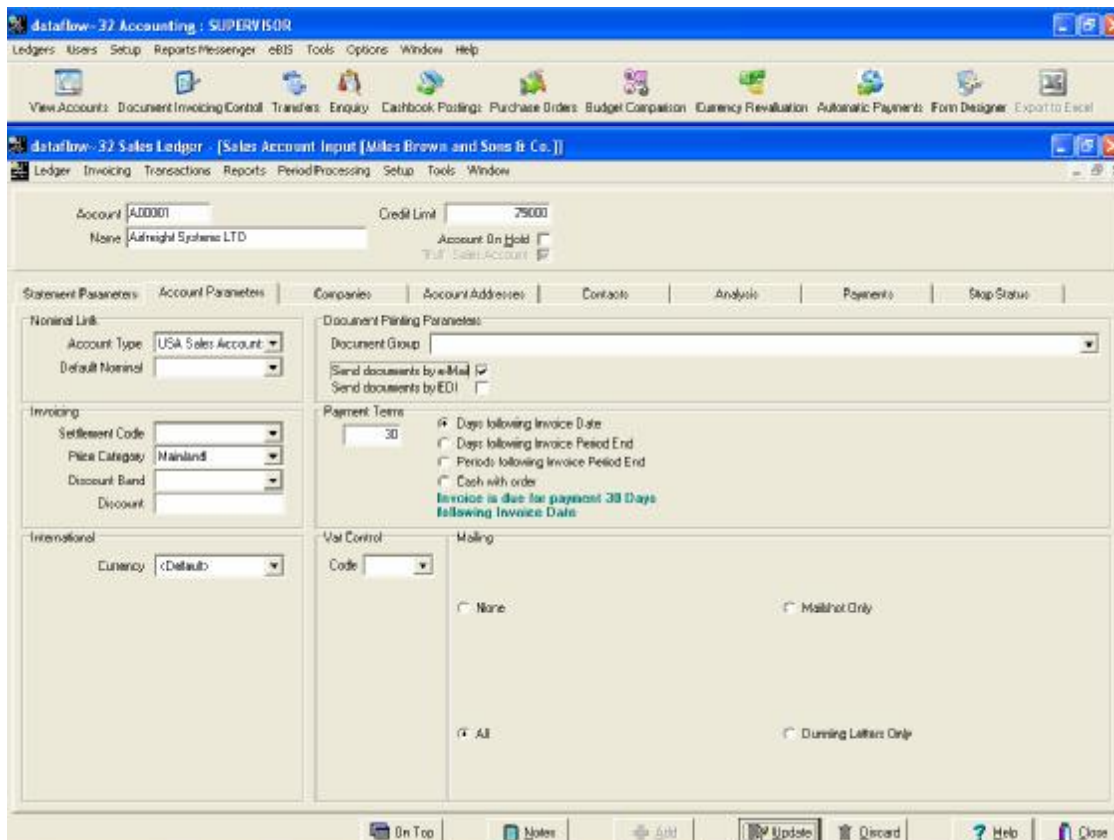 dataflow-32 Accounting : SUPERVISOR
Ledgers Users Setup Reports Messenger eBIS Tools Options Window Help
View Accounts Document Invoicing Control Transfers Enquiry Cashbook Postings Purchase Orders Budget Comparison Currency Revaluation Automatic Payments Form Designer Export to Excel
dataflow-32 Sales Ledger - [Sales Account Input [Miles Brown and Sons & Co.]]
Ledger Invoicing Transactions Reports Period Processing Setup Tools Window
Account A00001 Credit Limit 79000
Name Airfreight Systems LTD Account On Hold
'Full' Sales Account
Statement Parameters Account Parameters Companies Account Addresses Contacts Analysis Payments Stop Status
Nominal Link Document Printing Parameters
Account Type USA Sales Account Document Group
Default Nominal Send documents by e-Mail
Send documents by EDI
Invoicing Payment Terms
Settlement Code 30 Days following Invoice Date
Price Category Mainland Days following Invoice Period End
Discount Band Periods following Invoice Period End
Discount Cash with order
Invoice is due for payment 30 Days
following Invoice Date
International Vat Control Mailing
Currency <Default> Code
None Mailshot Only
All Dunning Letters Only
On Top Notes Add Update Discard Help Close